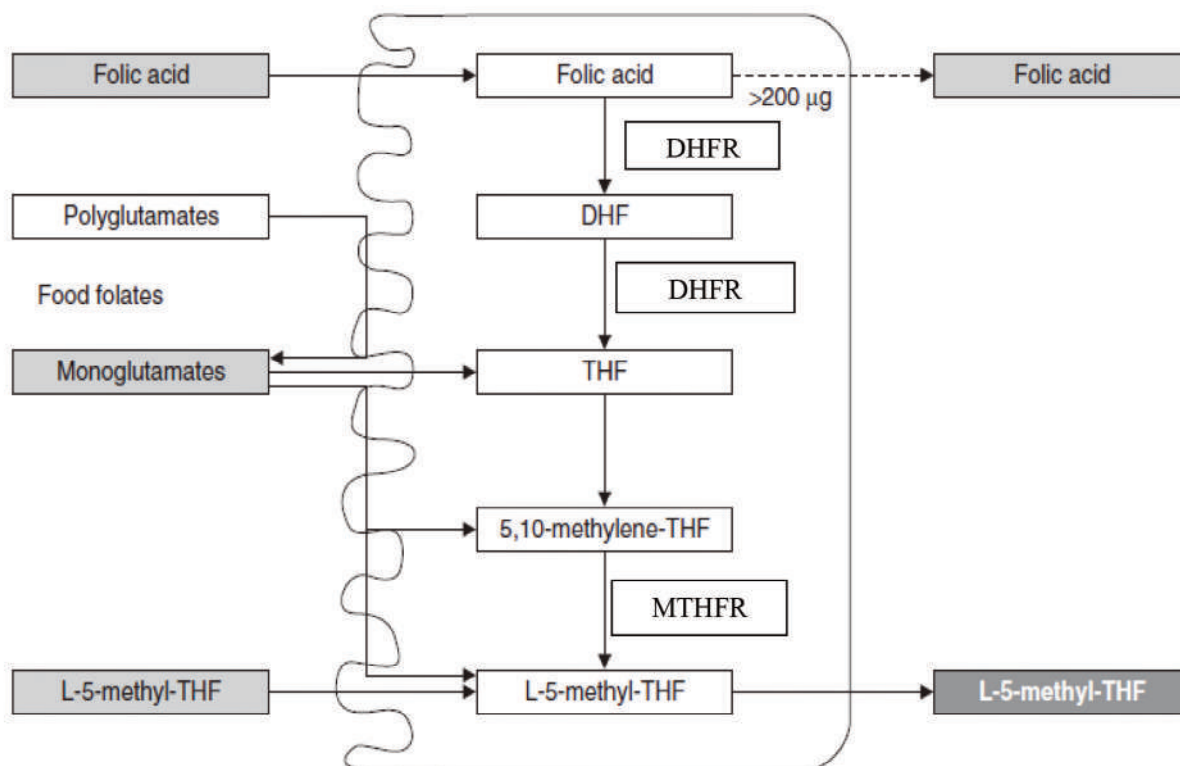 Folic acid
Folic acid
>200 µg
Folic acid
DHFR
Polyglutamates
DHF
Food folates
DHFR
Monoglutamates
THF
5,10-methylene-THF
MTHFR
L-5-methyl-THF
L-5-methyl-THF
L-5-methyl-THF